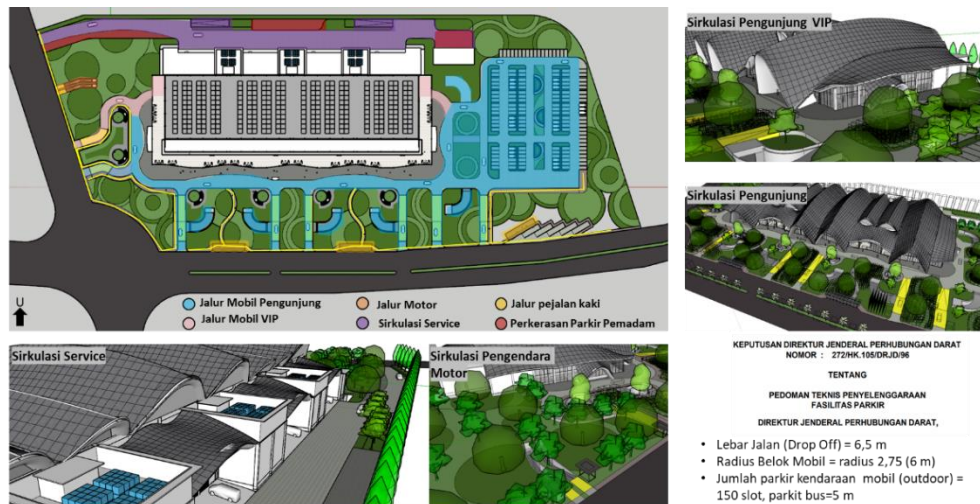 Sirkulasi Pengunjung VIP
Sirkulasi Pengunjung
U
Jalur Mobil Pengunjung
Jalur Motor
Jalur pejalan kaki
Jalur Mobil VIP
Sirkulasi Service
Perkerasan Parkir Pemadam
Sirkulasi Service
Sirkulasi Pengendara
Motor
KEPUTUSAN DIREKTUR JENDERAL PERHUBUNGAN DARAT
NOMOR : 272/HK.105/DRJD/96
TENTANG
PEDOMAN TEKNIS PENYELENGGARAAN
FASILITAS PARKIR
DIREKTUR JENDERAL PERHUBUNGAN DARAT,
• Lebar Jalan (Drop Off) = 6,5 m
• Radius Belok Mobil = radius 2,75 (6 m)
• Jumlah parkir kendaraan mobil (outdoor) =
150 slot, parkit bus=5 m